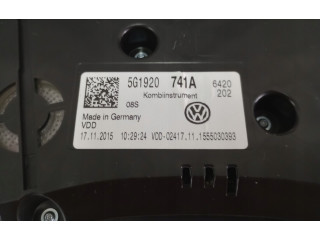 5G1920 741A 6420
Kombiinstrument 202
08S
Made in Germany
VDD
17.11.2015 10:29:24 VDD-02417.11.1555030393